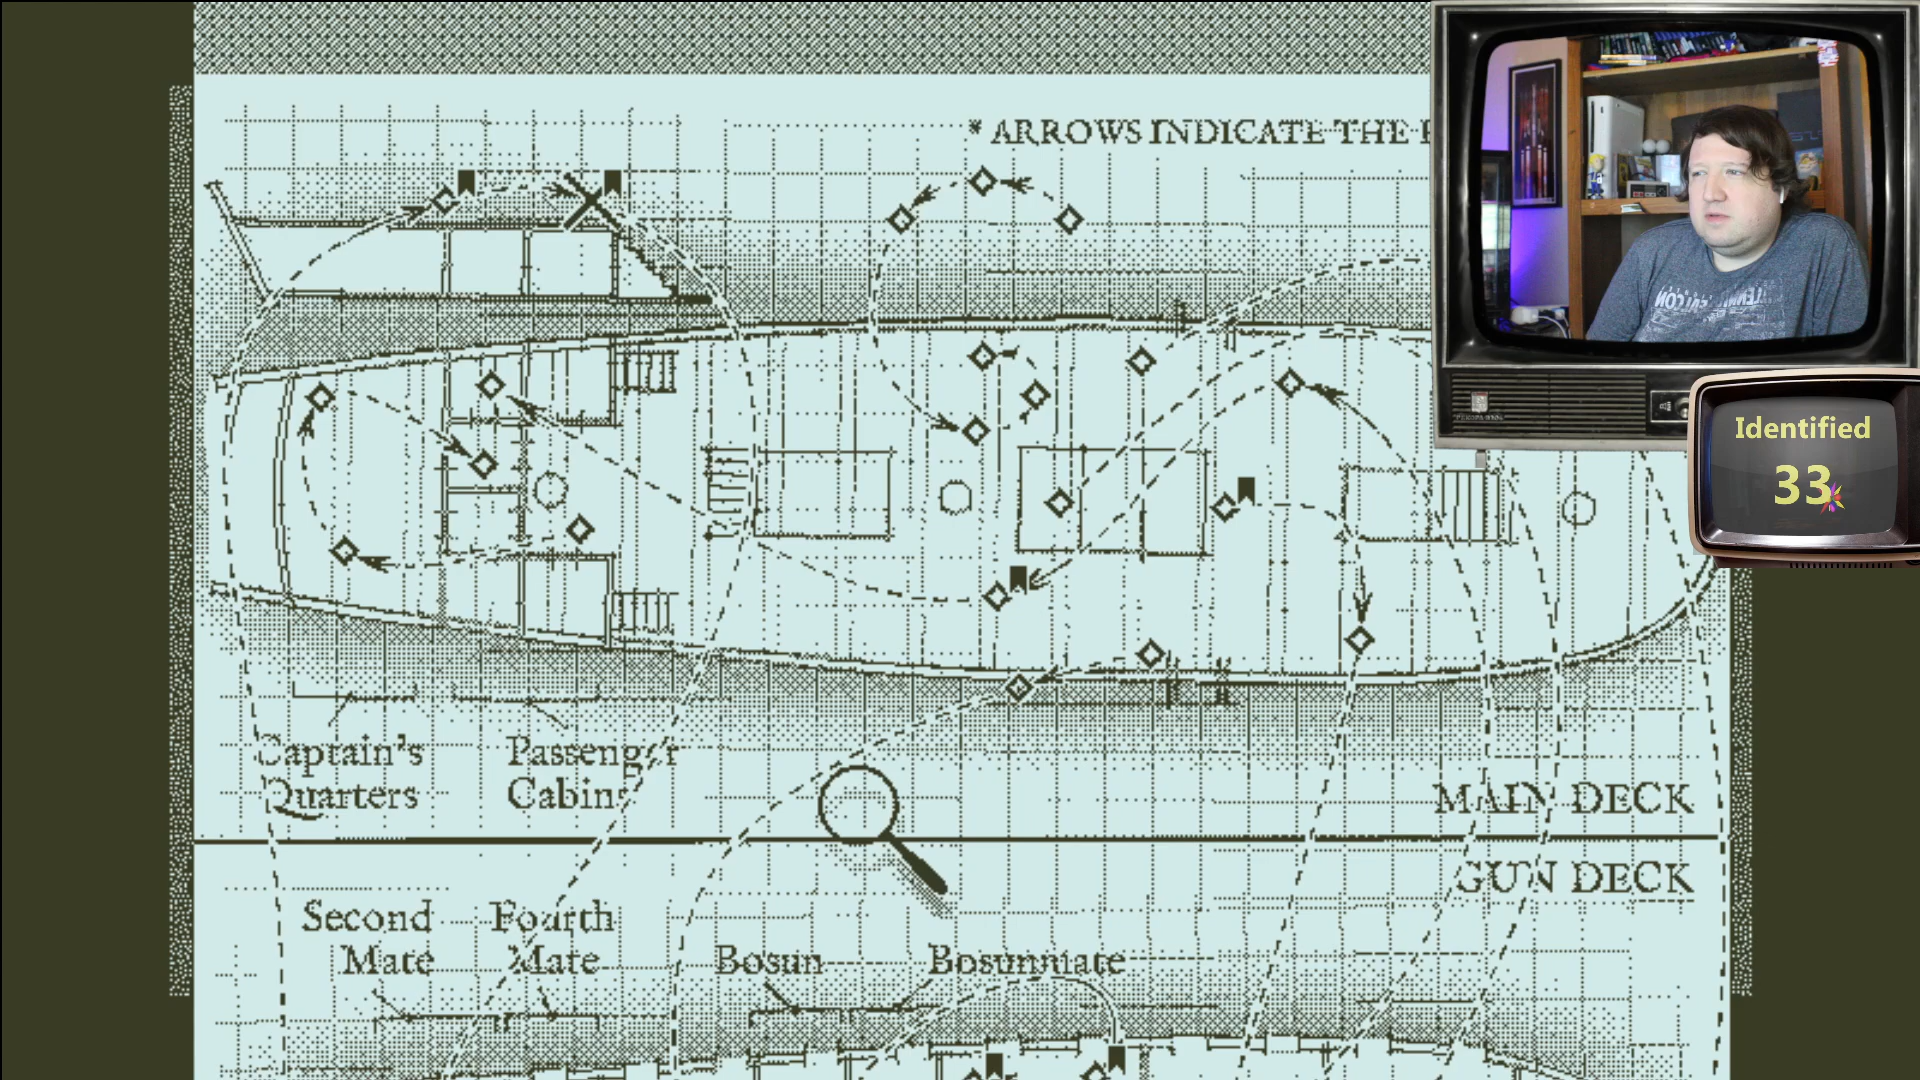 * ARROWS INDICATE THE
Identified
33
Captain's
Quarters
Passenger
Cabins
MAIN DECK
GUN DECK
Second
Mate
Fourth
Mate
Bosun
Bosunmate